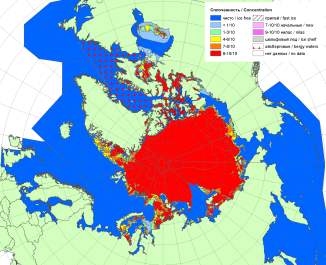 Сплоченность / Concentration
чисто / ice free
< 1/10
1-3/10
4-6/10
7-8/10
9-10/10
припай / fast ice
7-10/10 начальные / new
9-10/10 нилас / nilas
шельфовый лед / ice shelf
айсберговые / bergy waters
нет данных / no data